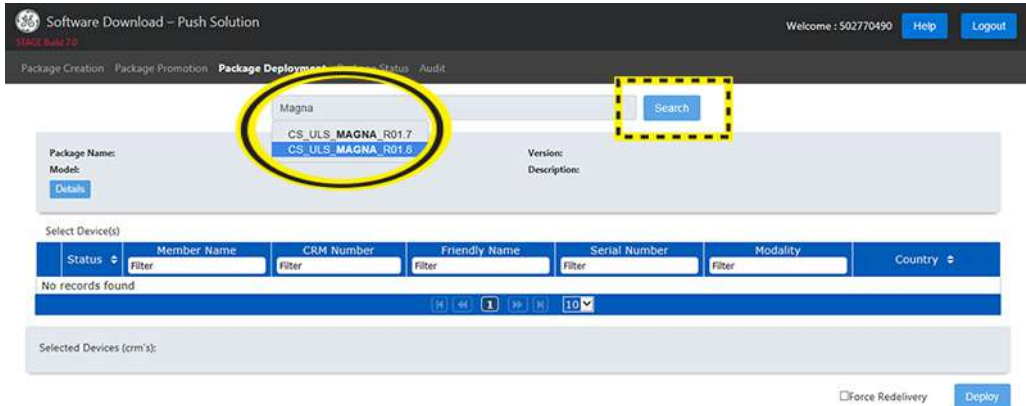 Software Download – Push Solution
Welcome : 502770490 Help Logout
STAGE Build 7.0
Package Creation Package Promotion Package Deployment Package Status Audit
Magna Search
CS_ULS_MAGNA_R01.7
CS_ULS_MAGNA_R01.8
Package Name: Version:
Model: Description:
Details
Select Device(s)
Status Member Name CRM Number Friendly Name Serial Number Modality Country
Filter Filter Filter Filter Filter
No records found
1 10
Selected Devices (crm's):
Force Redelivery Deploy